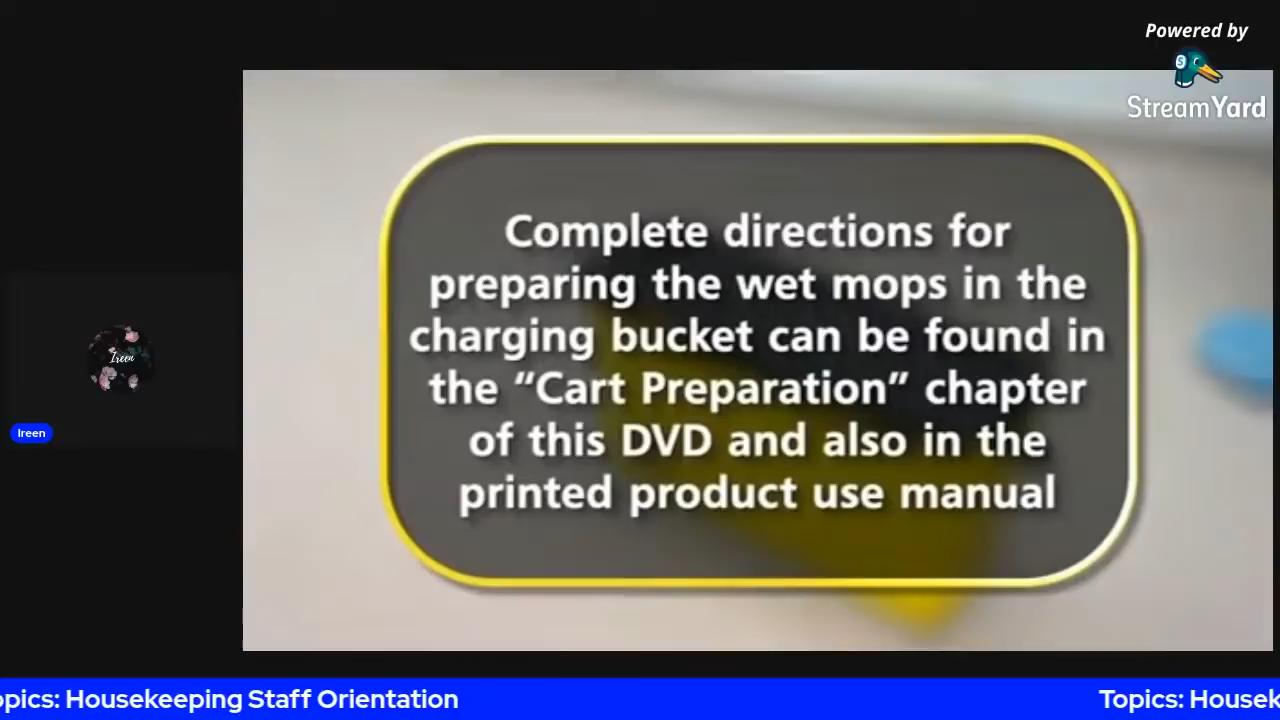 Powered by
StreamYard
Complete directions for
preparing the wet mops in the
charging bucket can be found in
the “Cart Preparation” chapter
of this DVD and also in the
printed product use manual
Ireen
Ireen
opics: Housekeeping Staff Orientation
Topics: Housek